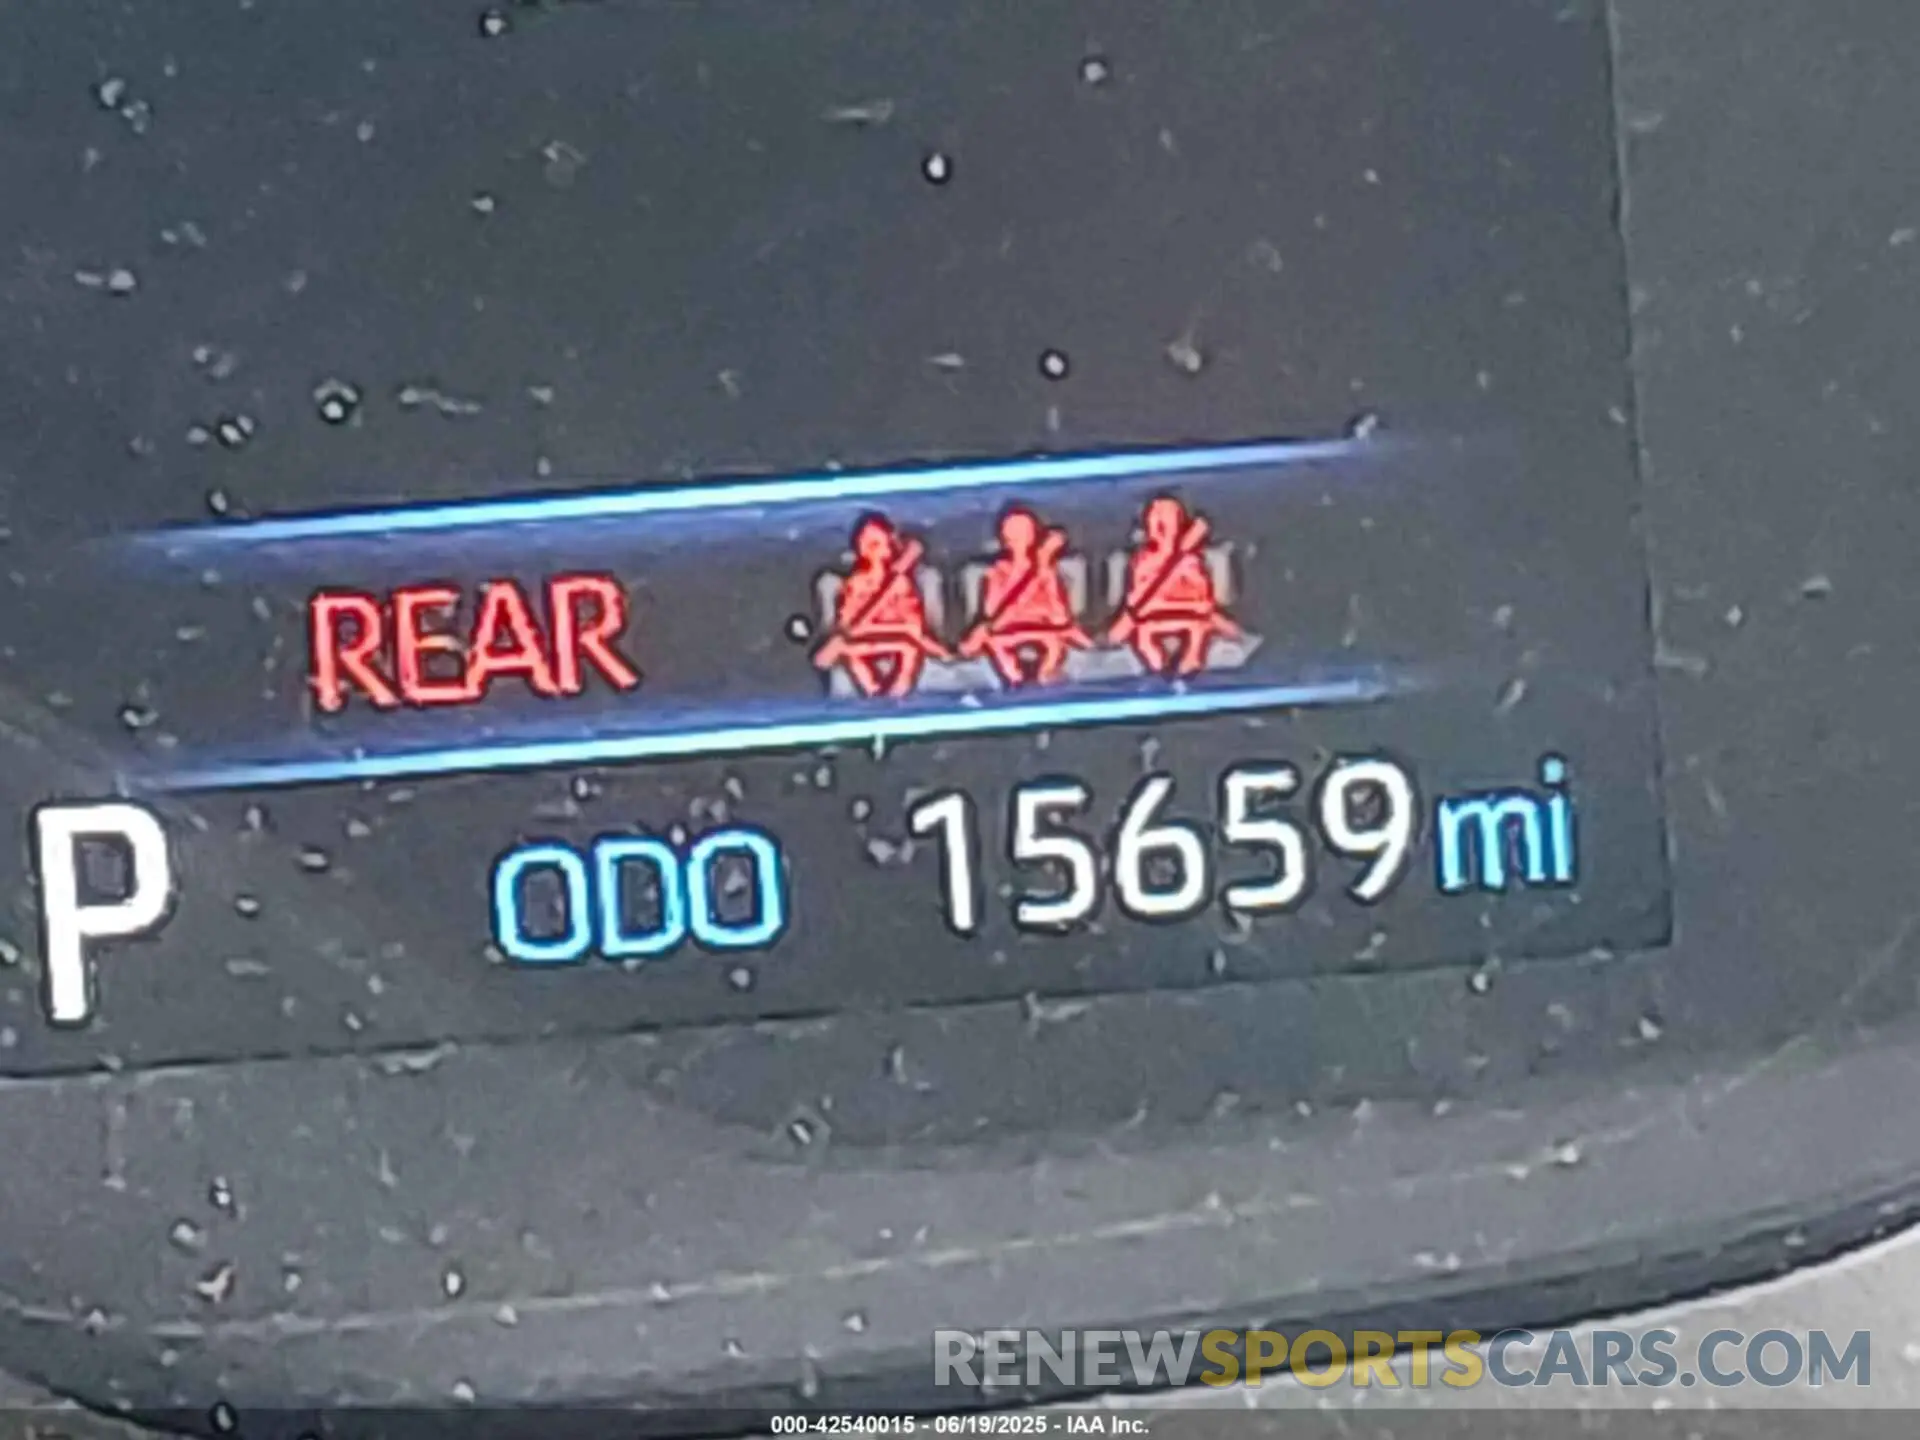 REAR
P ODO 15659 mi
RENEWSPORTSCARS.COM
000-42540015 - 06/19/2025 - IAA Inc.